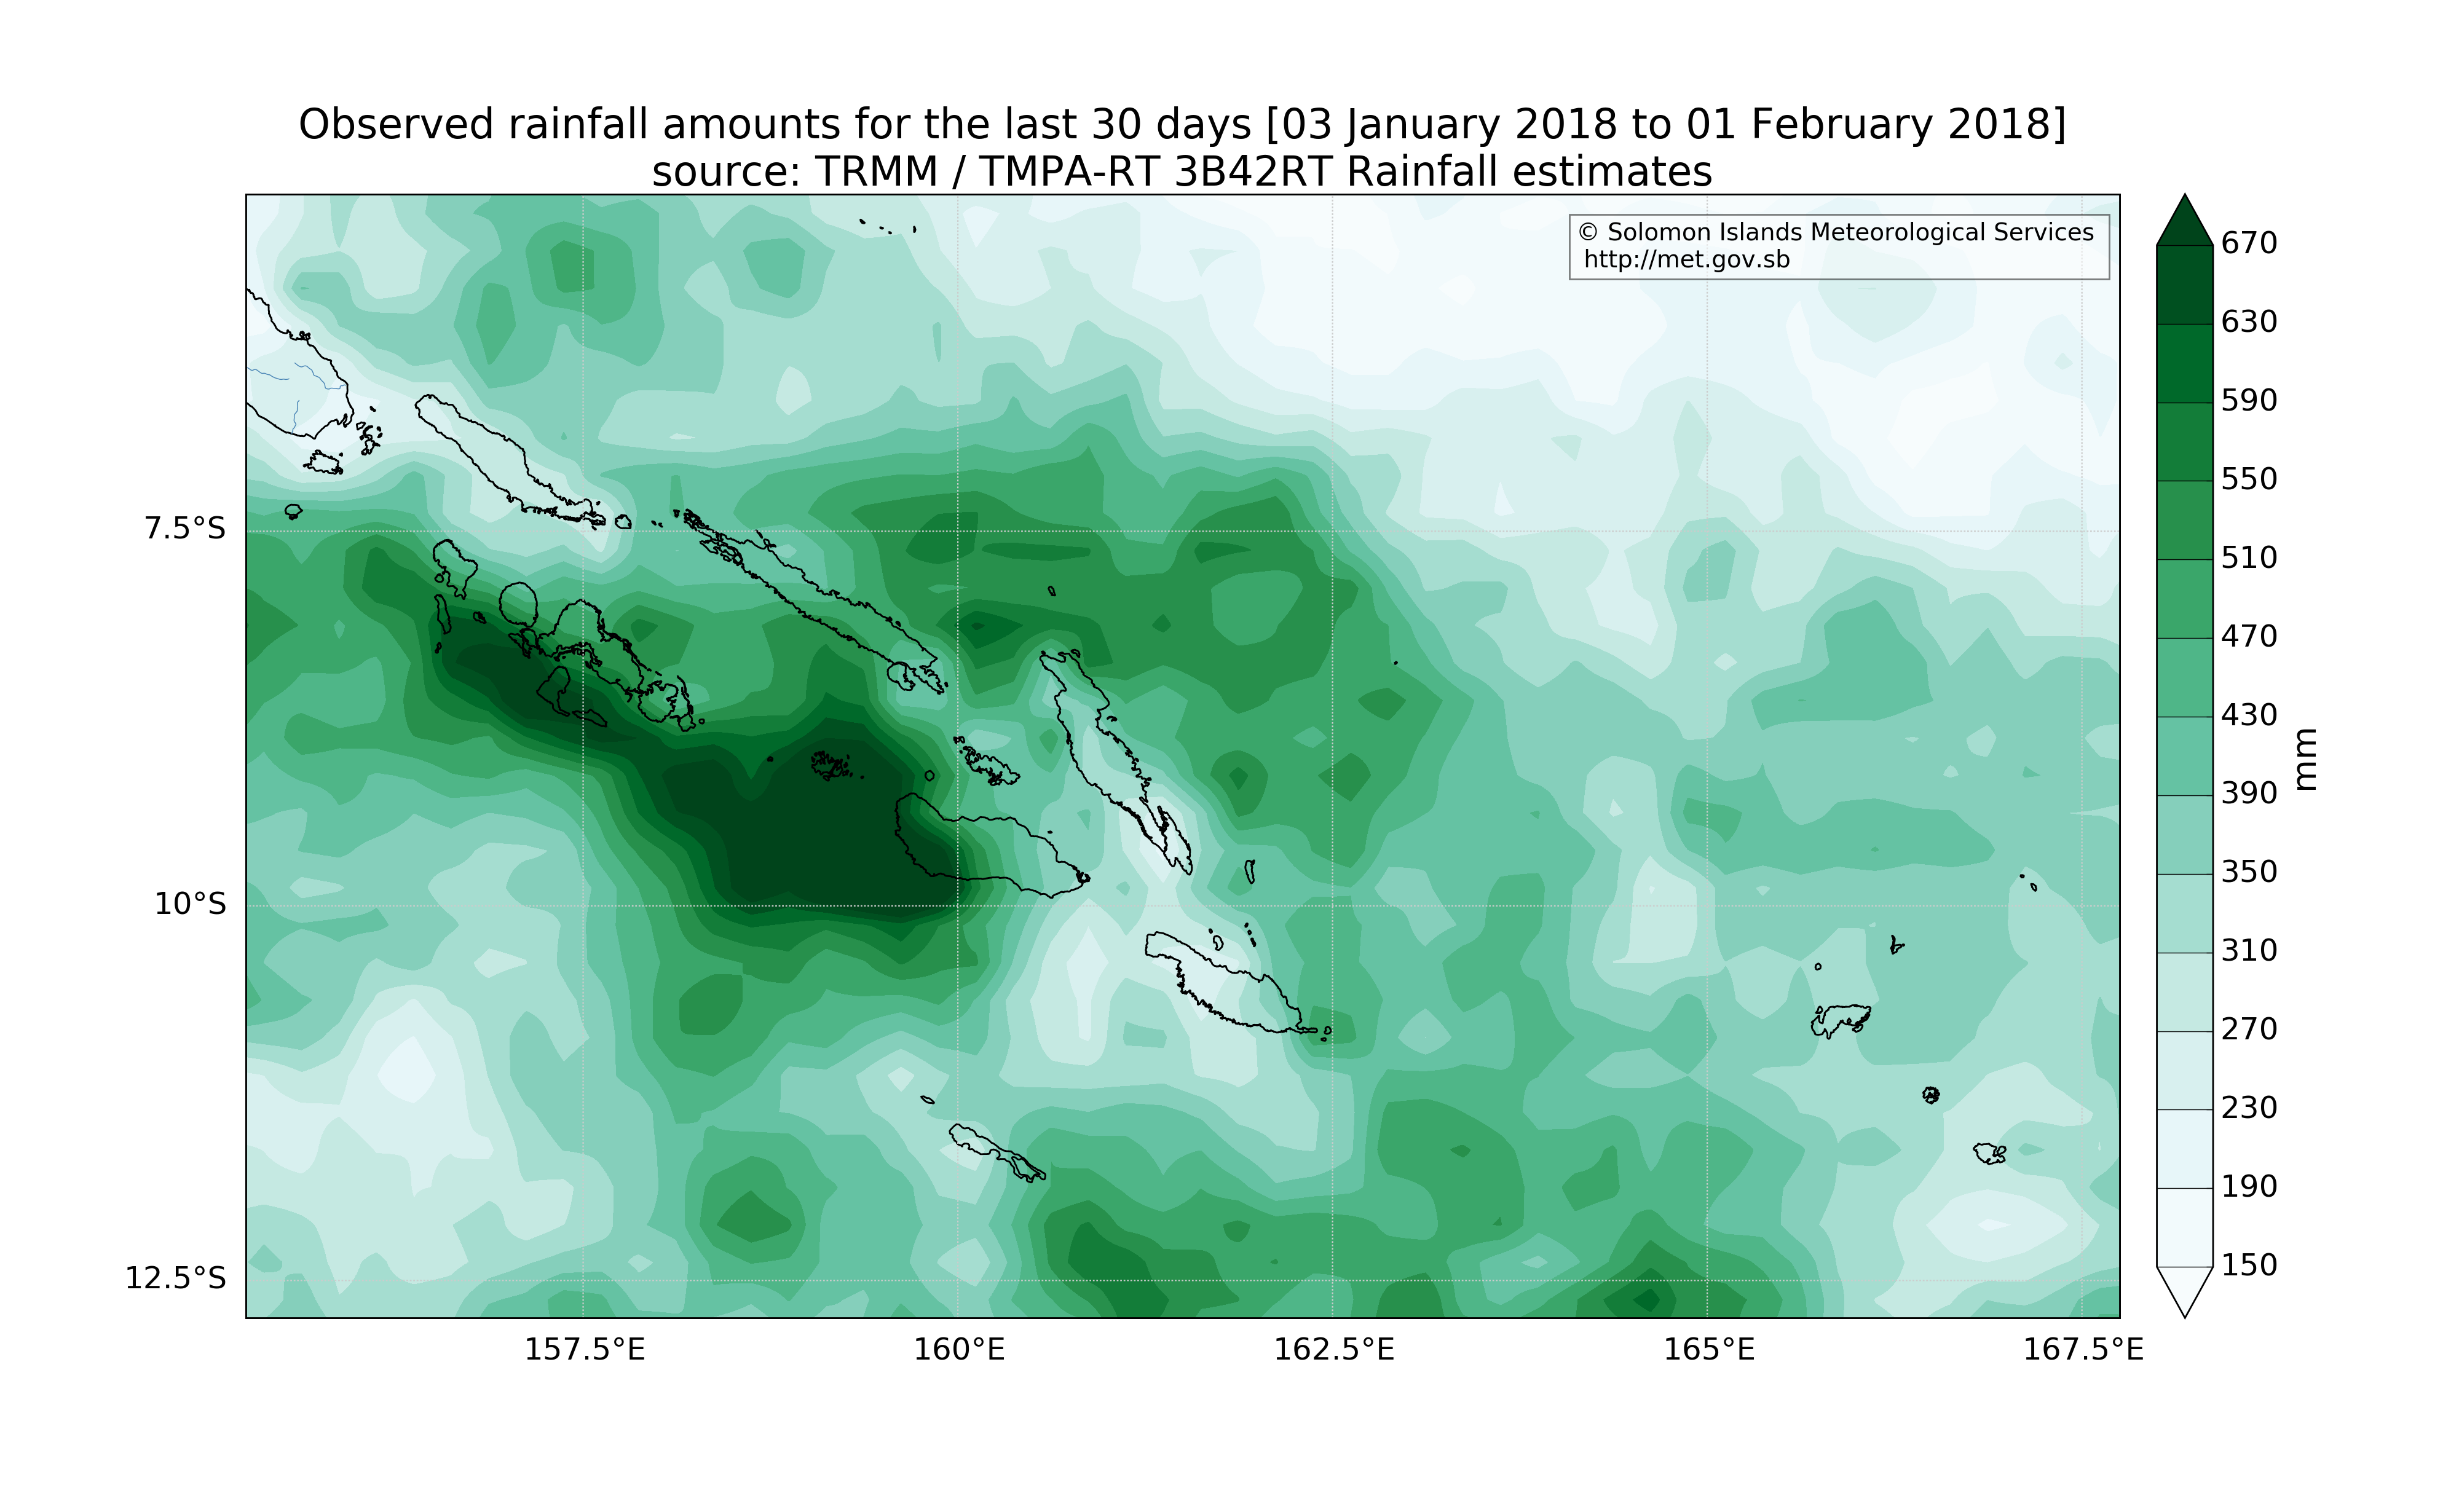 Observed rainfall amounts for the last 30 days [03 January 2018 to 01 February 2018]
source: TRMM / TMPA-RT 3B42RT Rainfall estimates
© Solomon Islands Meteorological Services
http://met.gov.sb
7.5°S
10°S
12.5°S
157.5°E
160°E
162.5°E
165°E
167.5°E
670
630
590
550
510
470
430
390
350
310
270
230
190
150
mm